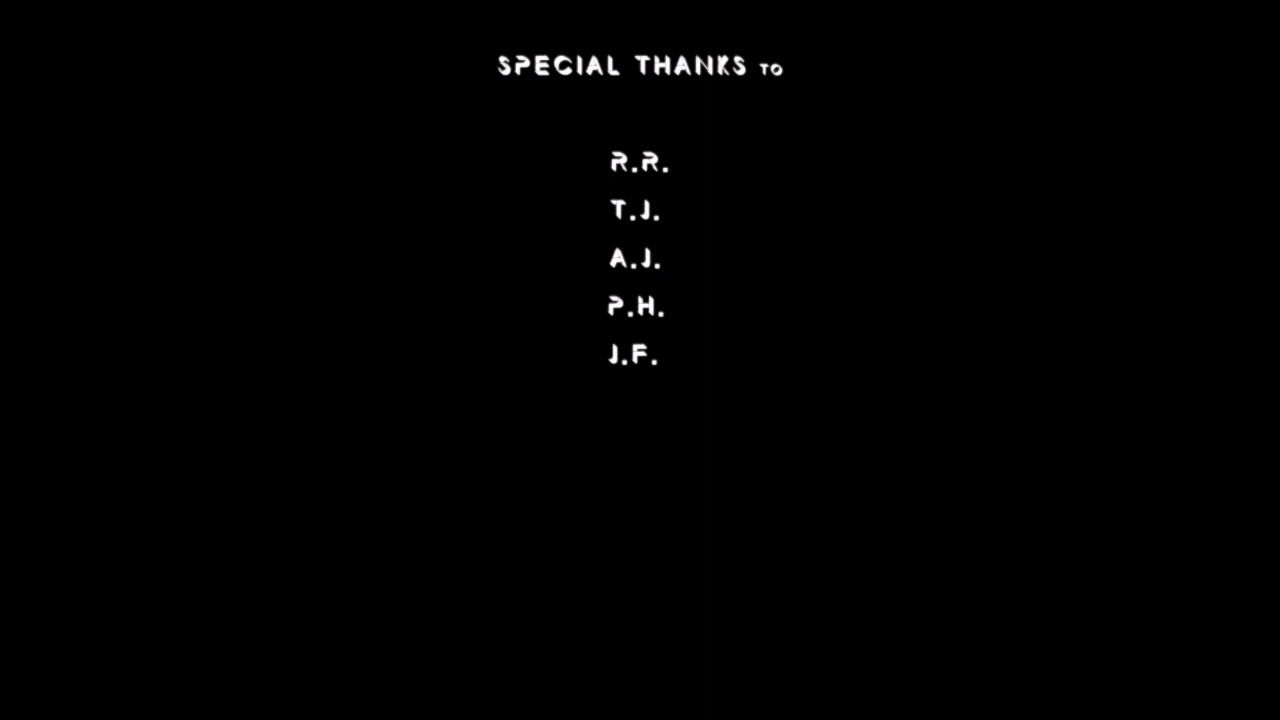 SPECIAL THANKS TO
R.R.
T.J.
A.J.
P.H.
J.F.